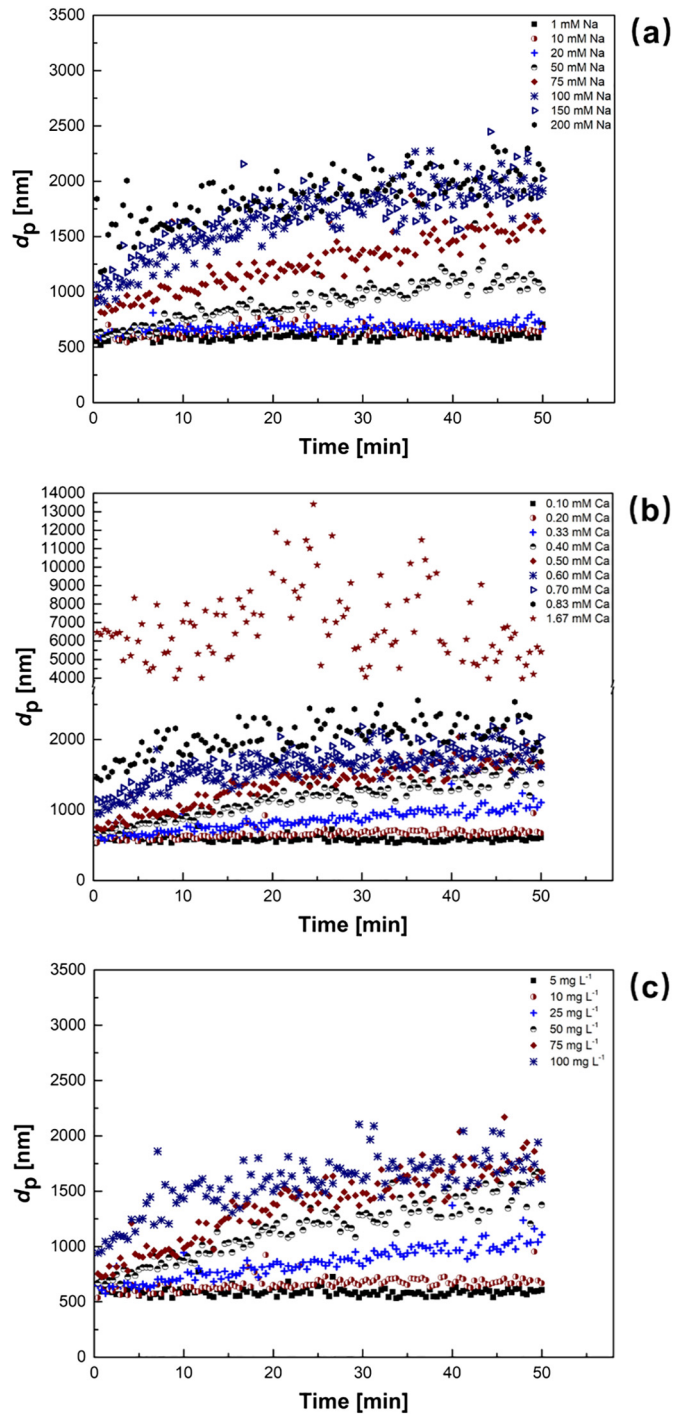 (a)
3500
3000
2500
2000
1500
1000
500
0
dp [nm]
1 mM Na
10 mM Na
20 mM Na
50 mM Na
75 mM Na
100 mM Na
150 mM Na
200 mM Na
0 10 20 30 40 50
Time [min]
(b)
14000
13000
12000
11000
10000
9000
8000
7000
6000
5000
4000
2000
1000
0
dp [nm]
0.10 mM Ca
0.20 mM Ca
0.33 mM Ca
0.40 mM Ca
0.50 mM Ca
0.60 mM Ca
0.70 mM Ca
0.83 mM Ca
1.67 mM Ca
0 10 20 30 40 50
Time [min]
(c)
3500
3000
2500
2000
1500
1000
500
0
dp [nm]
5 mg L⁻¹
10 mg L⁻¹
25 mg L⁻¹
50 mg L⁻¹
75 mg L⁻¹
100 mg L⁻¹
0 10 20 30 40 50
Time [min]